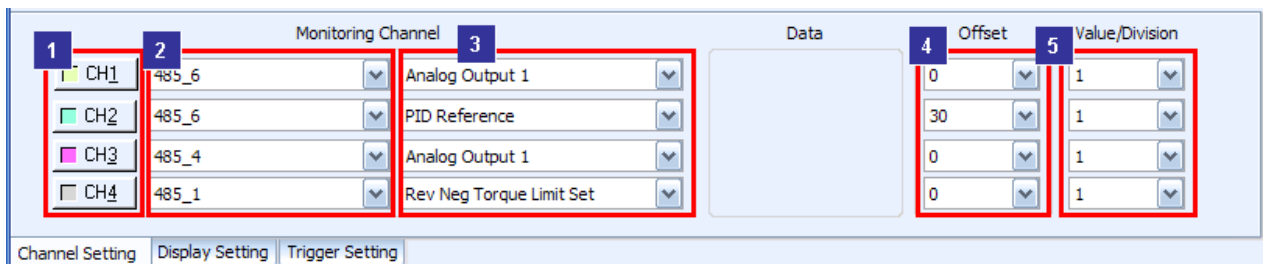 Monitoring Channel Data Offset Value/Division
1 2 3 4 5
CH1 485_6 Analog Output 1 0 1
CH2 485_6 PID Reference 30 1
CH3 485_4 Analog Output 1 0 1
CH4 485_1 Rev Neg Torque Limit Set 0 1
Channel Setting Display Setting Trigger Setting